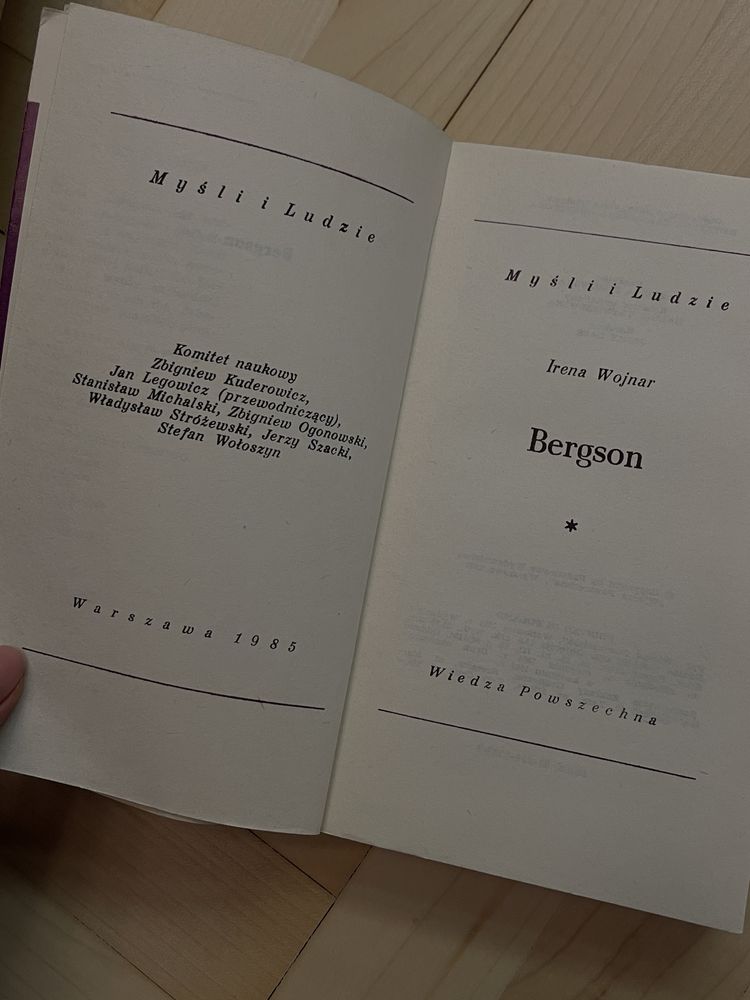 Myśli i Ludzie
Komitet naukowy
Zbigniew Kuderowicz,
Jan Legowicz (przewodniczący),
Stanisław Michalski, Zbigniew Ogonowski,
Władysław Stróżewski, Jerzy Szacki,
Stefan Wołoszyn
Warszawa 1985
Myśli i Ludzie
Irena Wojnar
Bergson
*
Wiedza Powszechna